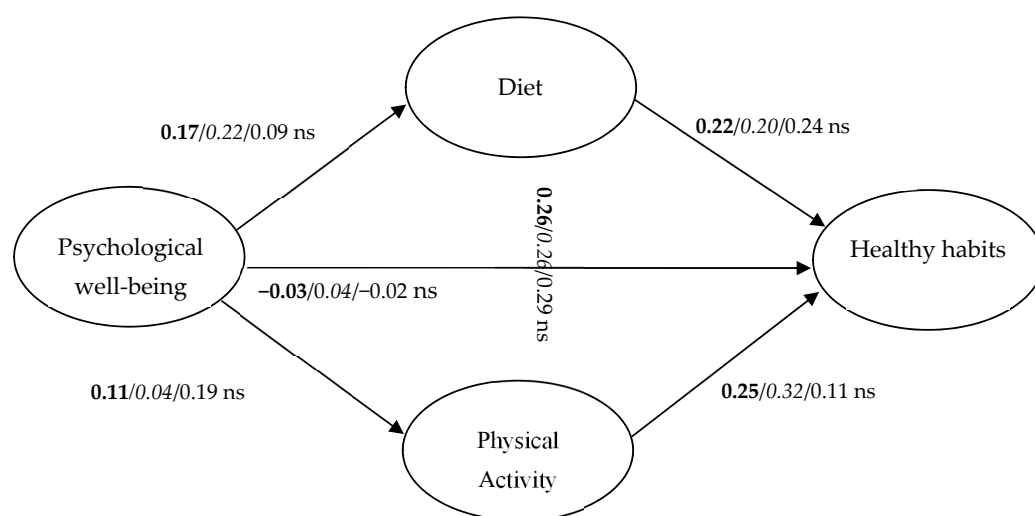 Diet
0.17/0.22/0.09 ns
0.22/0.20/0.24 ns
0.26/0.26/0.29 ns
Psychological
well-being
Healthy habits
−0.03/0.04/−0.02 ns
0.11/0.04/0.19 ns
0.25/0.32/0.11 ns
Physical
Activity